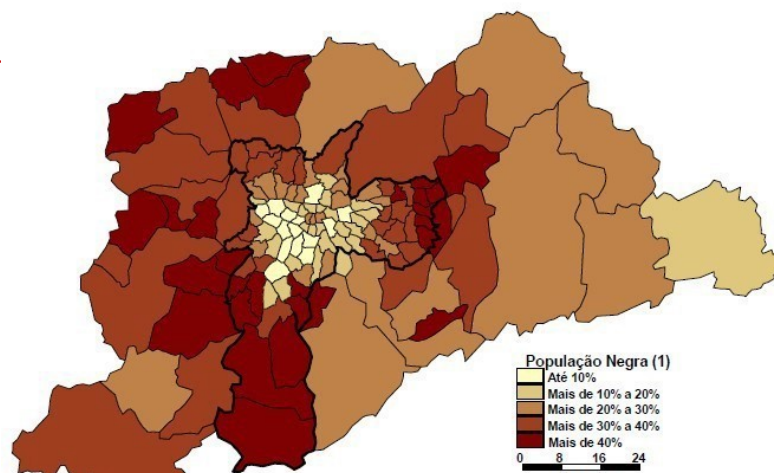 População Negra (1)
Até 10%
Mais de 10% a 20%
Mais de 20% a 30%
Mais de 30% a 40%
Mais de 40%
0 8 16 24